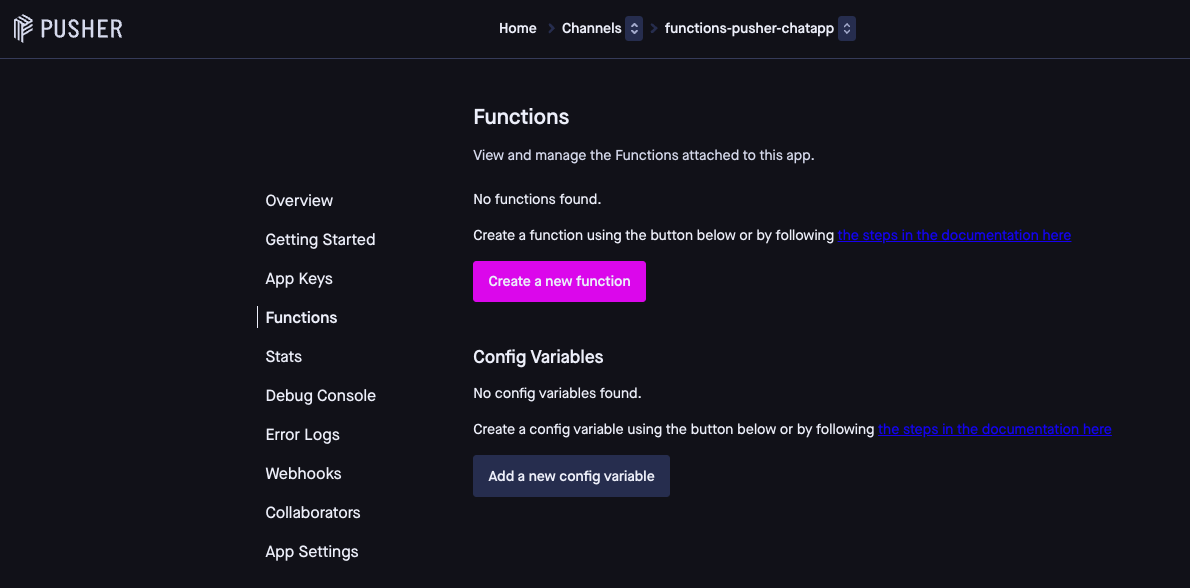 PUSHER
Home Channels functions-pusher-chatapp
Functions
View and manage the Functions attached to this app.
Overview
Getting Started
App Keys
Functions
Stats
Debug Console
Error Logs
Webhooks
Collaborators
App Settings
No functions found.
Create a function using the button below or by following the steps in the documentation here
Create a new function
Config Variables
No config variables found.
Create a config variable using the button below or by following the steps in the documentation here
Add a new config variable